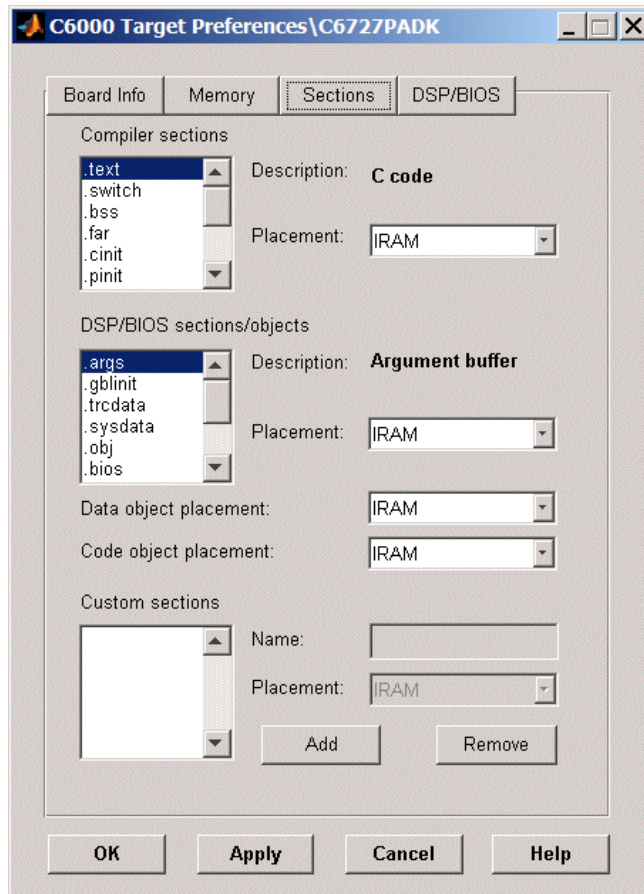 C6000 Target Preferences\C6727PADK
Board Info Memory Sections DSP/BIOS
Compiler sections
.text
.switch
.bss
.far
.cinit
.pinit
Description: C code
Placement: IRAM
DSP/BIOS sections/objects
.args
.gblinit
.trcdata
.sysdata
.obj
.bios
Description: Argument buffer
Placement: IRAM
Data object placement: IRAM
Code object placement: IRAM
Custom sections
Name:
Placement: IRAM
Add Remove
OK Apply Cancel Help